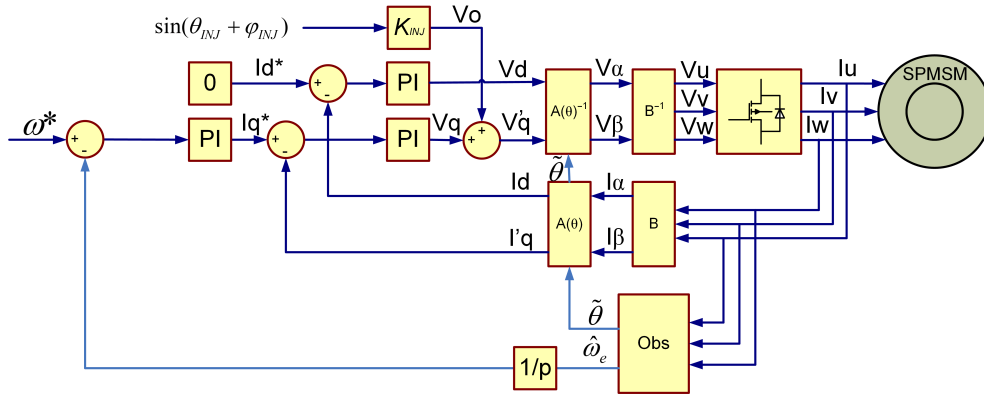 sin(θINJ + φINJ)
KINJ
Vo
0
Id*
+
-
PI
Vd
A(θ)⁻¹
Vα
B⁻¹
Vu
Iu
SPMSM
Vv
Iv
ω*
+
-
PI
Iq*
+
-
PI
Vq
+
+
V'q
Vβ
Vw
Iw
θ̃
Id
A(θ)
Iα
B
I'q
Iβ
θ̃
Obs
ω̂e
1/p